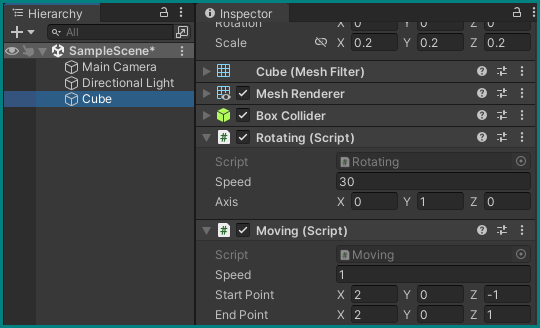 Hierarchy
All
SampleScene*
Main Camera
Directional Light
Cube
Inspector
Rotation X 0 Y 0 Z 0
Scale X 0.2 Y 0.2 Z 0.2
Cube (Mesh Filter)
Mesh Renderer
Box Collider
Rotating (Script)
Script Rotating
Speed 30
Axis X 0 Y 1 Z 0
Moving (Script)
Script Moving
Speed 1
Start Point X 2 Y 0 Z -1
End Point X 2 Y 0 Z 1